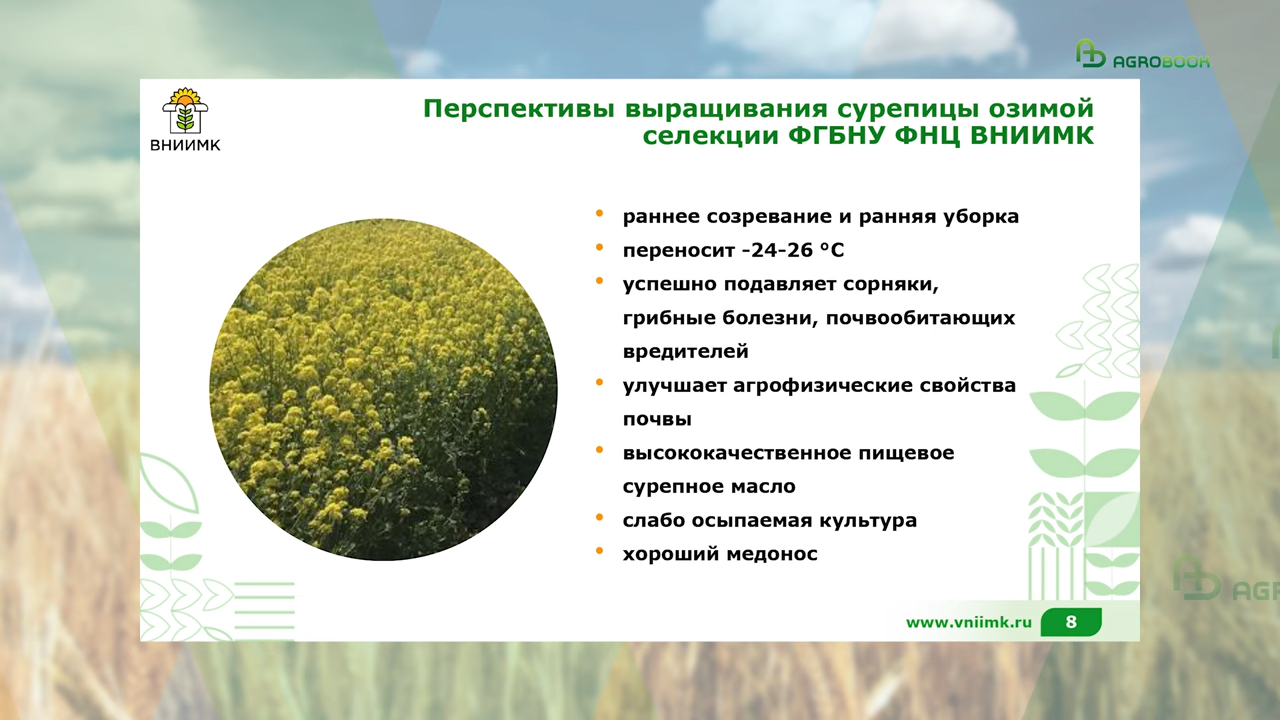 AGROBOOK
ВНИИМК
Перспективы выращивания сурепицы озимой
селекции ФГБНУ ФНЦ ВНИИМК
• раннее созревание и ранняя уборка
• переносит -24-26 °С
• успешно подавляет сорняки,
грибные болезни, почвообитающих
вредителей
• улучшает агрофизические свойства
почвы
• высококачественное пищевое
сурепное масло
• слабо осыпаемая культура
• хороший медонос
www.vniimk.ru 8